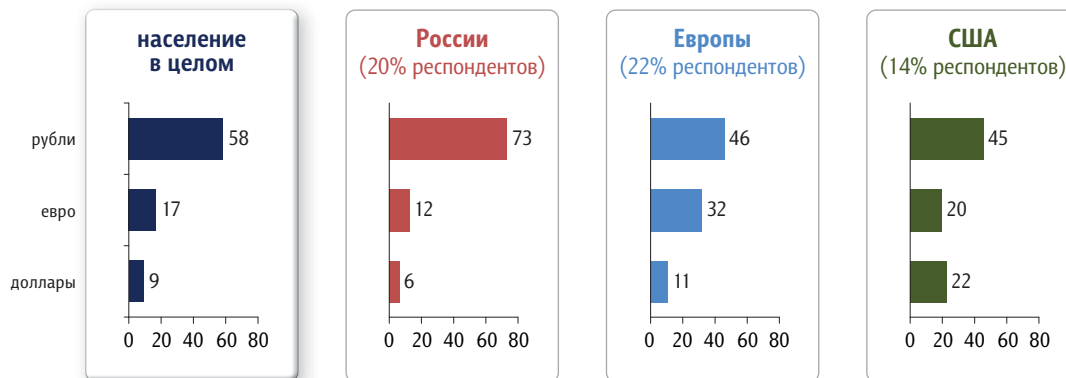 население
в целом
России
(20% респондентов)
Европы
(22% респондентов)
США
(14% респондентов)
рубли
58
73
46
45
евро
17
12
32
20
доллары
9
6
11
22
0 20 40 60 80
0 20 40 60 80
0 20 40 60 80
0 20 40 60 80